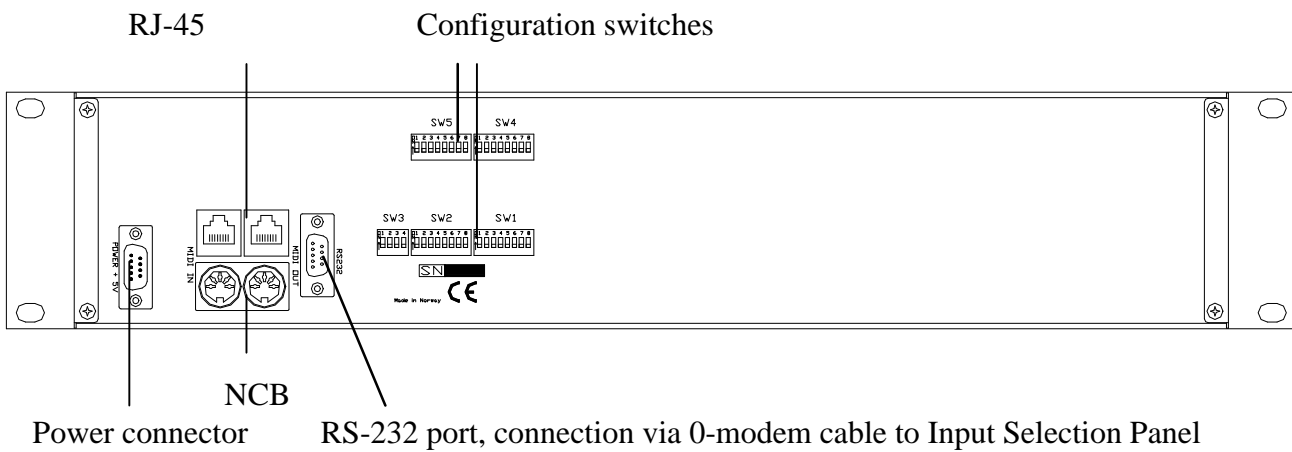 RJ-45 Configuration switches
SW5 SW4
1 2 3 4 5 6 7 8 1 2 3 4 5 6 7 8
SW3 SW2 SW1
1 2 3 4 1 2 3 4 5 6 7 8 1 2 3 4 5 6 7 8
POWER + 5V
MIDI IN
MIDI OUT
RS232
SN
Made in Norway CE
NCB
Power connector RS-232 port, connection via 0-modem cable to Input Selection Panel